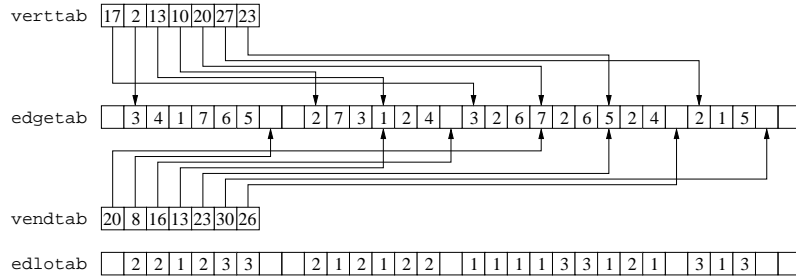 verttab 17 2 13 10 20 27 23
edgetab 3 4 1 7 6 5 2 7 3 1 2 4 3 2 6 7 2 6 5 2 4 2 1 5
vendtab 20 8 16 13 23 30 26
edlotab 2 2 1 2 3 3 2 1 2 1 2 2 1 1 1 1 3 3 1 2 1 3 1 3